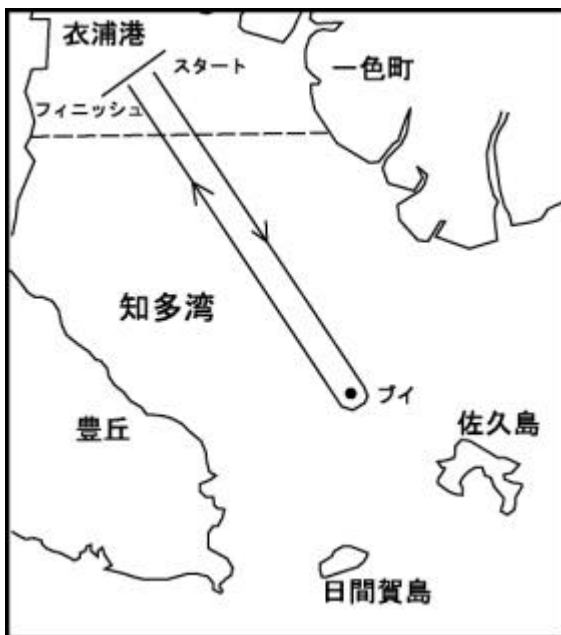 衣浦港
スタート
一色町
フィニッシュ
知多湾
ブイ
佐久島
豊丘
日間賀島